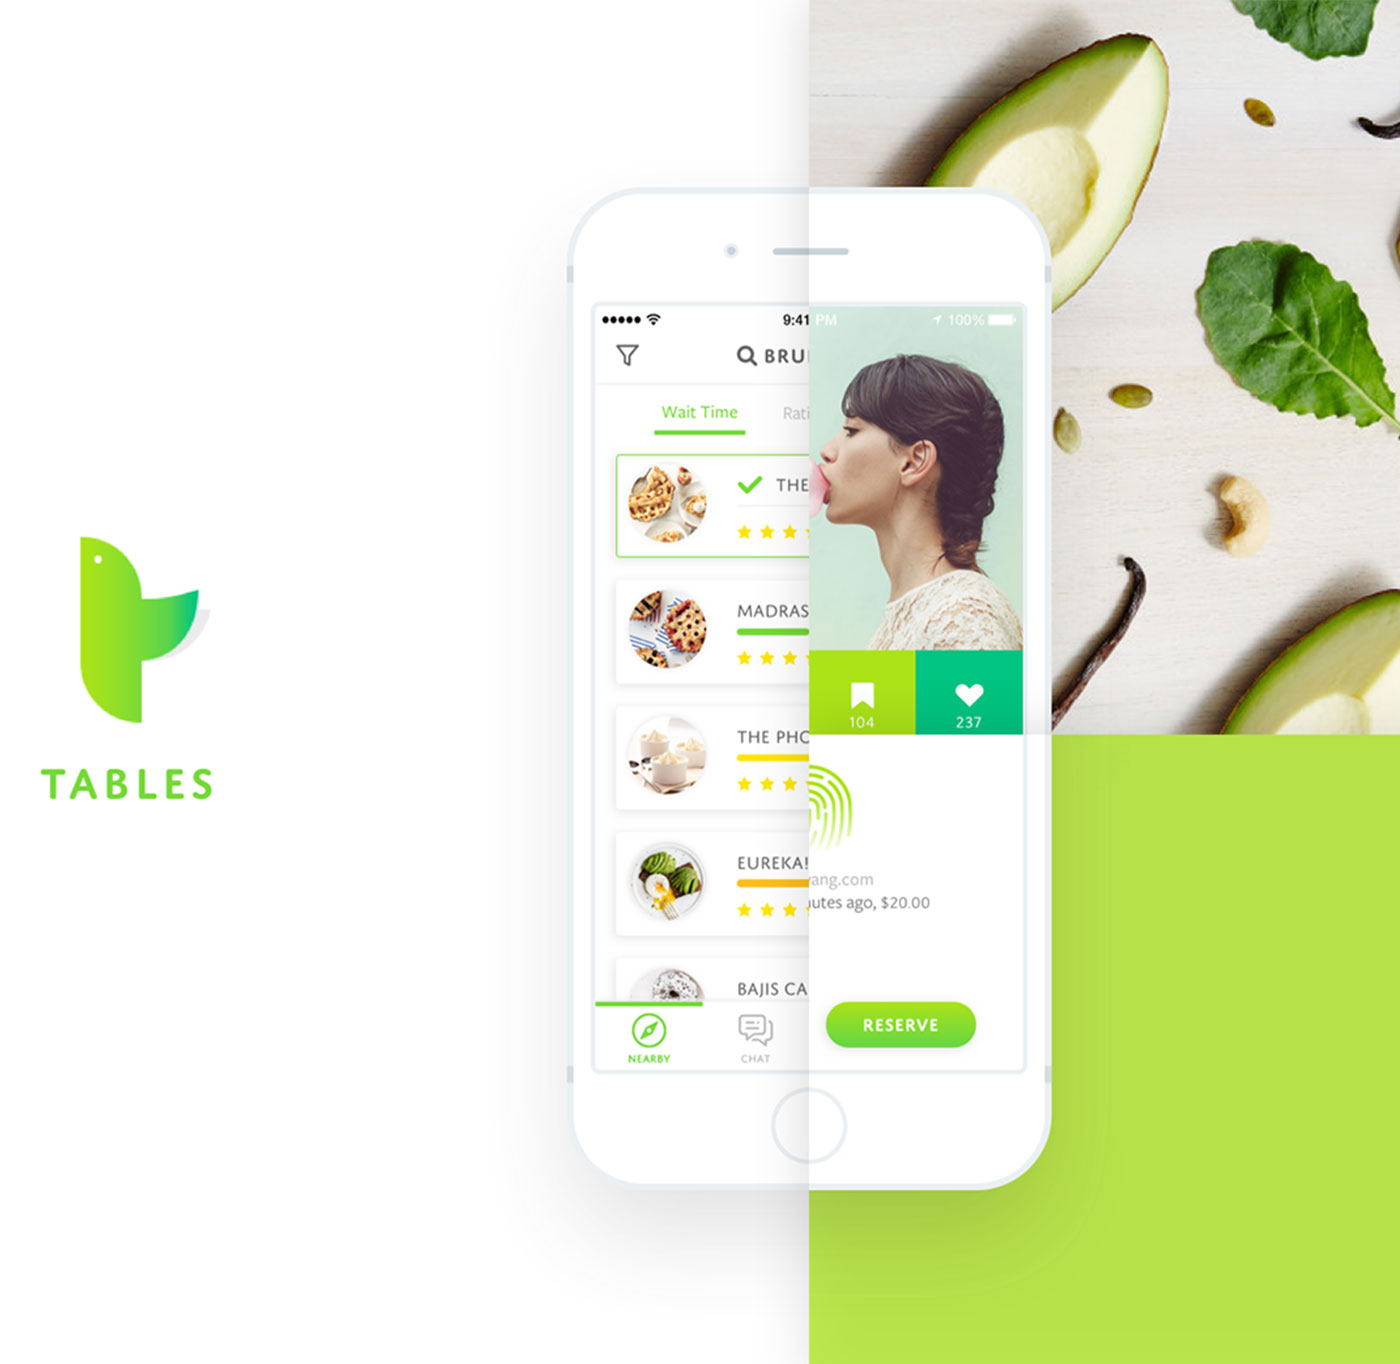 9:41 PM 100%
BRU
Wait Time Rati
THE
MADRAS
THE PHO
EUREKA!
BAJIS CA
NEARBY CHAT
104 237
ang.com
utes ago, $20.00
RESERVE
TABLES